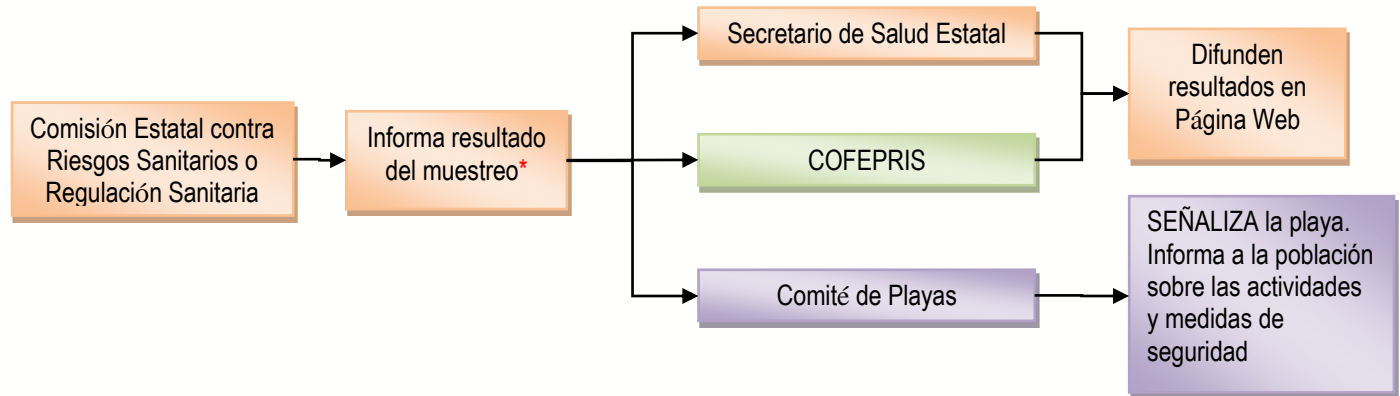 Comisión Estatal contra
Riesgos Sanitarios o
Regulación Sanitaria
Informa resultado
del muestreo*
Secretario de Salud Estatal
COFEPRIS
Comité de Playas
Difunden
resultados en
Página Web
SEÑALIZA la playa.
Informa a la población
sobre las actividades
y medidas de
seguridad